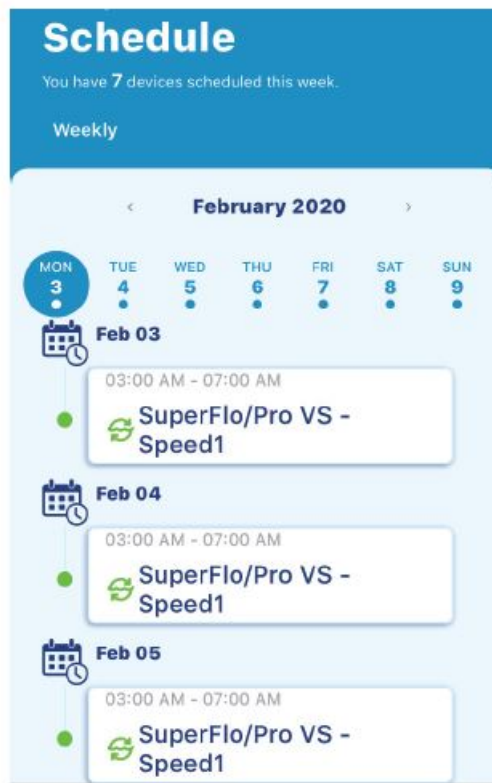 Schedule
You have 7 devices scheduled this week.
Weekly
‹ February 2020 ›
MON TUE WED THU FRI SAT SUN
3 4 5 6 7 8 9
Feb 03
03:00 AM - 07:00 AM
SuperFlo/Pro VS -
Speed1
Feb 04
03:00 AM - 07:00 AM
SuperFlo/Pro VS -
Speed1
Feb 05
03:00 AM - 07:00 AM
SuperFlo/Pro VS -
Speed1